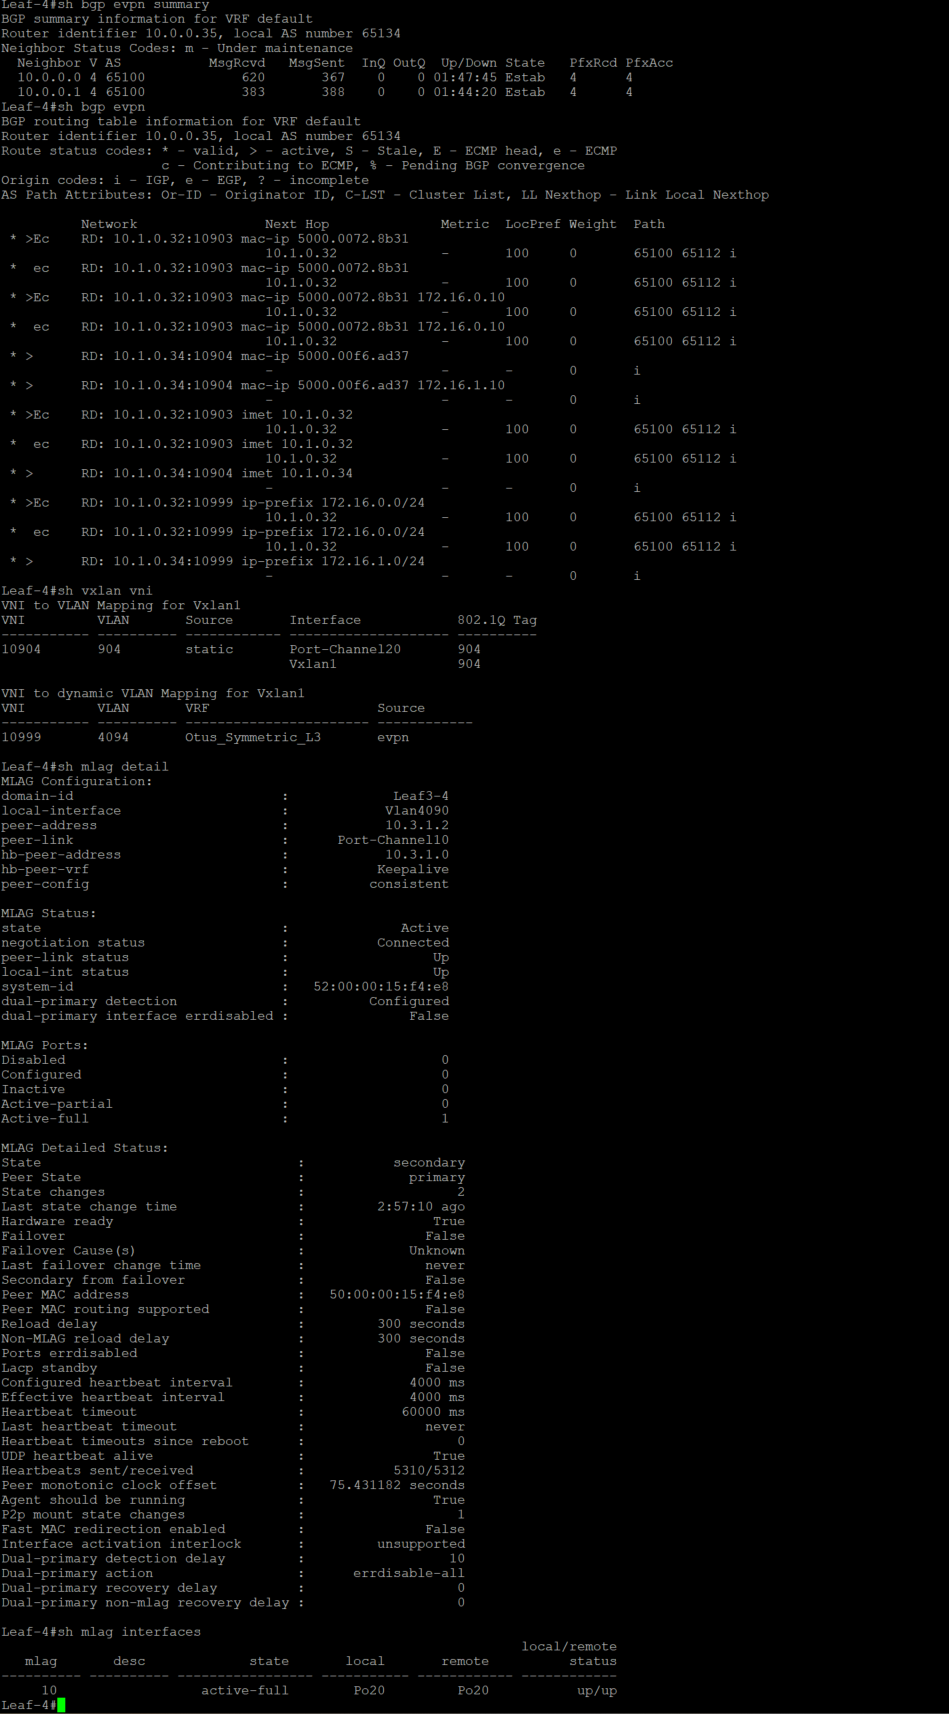 Leaf-4#sh bgp evpn summary
BGP summary information for VRF default
Router identifier 10.0.0.35, local AS number 65134
Neighbor Status Codes: m - Under maintenance
  Neighbor V AS           MsgRcvd   MsgSent  InQ OutQ  Up/Down State   PfxRcd PfxAcc
  10.0.0.0 4 65100            620       367    0    0 01:47:45 Estab   4      4
  10.0.0.1 4 65100            383       388    0    0 01:44:20 Estab   4      4
Leaf-4#sh bgp evpn
BGP routing table information for VRF default
Router identifier 10.0.0.35, local AS number 65134
Route status codes: * - valid, > - active, S - Stale, E - ECMP head, e - ECMP
                    c - Contributing to ECMP, % - Pending BGP convergence
Origin codes: i - IGP, e - EGP, ? - incomplete
AS Path Attributes: Or-ID - Originator ID, C-LST - Cluster List, LL Nexthop - Link Local Nexthop
          Network                Next Hop              Metric  LocPref Weight  Path
 * >Ec    RD: 10.1.0.32:10903 mac-ip 5000.0072.8b31
                                 10.1.0.32             -       100     0       65100 65112 i
 *  ec    RD: 10.1.0.32:10903 mac-ip 5000.0072.8b31
                                 10.1.0.32             -       100     0       65100 65112 i
 * >Ec    RD: 10.1.0.32:10903 mac-ip 5000.0072.8b31 172.16.0.10
                                 10.1.0.32             -       100     0       65100 65112 i
 *  ec    RD: 10.1.0.32:10903 mac-ip 5000.0072.8b31 172.16.0.10
                                 10.1.0.32             -       100     0       65100 65112 i
 * >      RD: 10.1.0.34:10904 mac-ip 5000.00f6.ad37
                                 -                     -       -       0       i
 * >      RD: 10.1.0.34:10904 mac-ip 5000.00f6.ad37 172.16.1.10
                                 -                     -       -       0       i
 * >Ec    RD: 10.1.0.32:10903 imet 10.1.0.32
                                 10.1.0.32             -       100     0       65100 65112 i
 *  ec    RD: 10.1.0.32:10903 imet 10.1.0.32
                                 10.1.0.32             -       100     0       65100 65112 i
 * >      RD: 10.1.0.34:10904 imet 10.1.0.34
                                 -                     -       -       0       i
 * >Ec    RD: 10.1.0.32:10999 ip-prefix 172.16.0.0/24
                                 10.1.0.32             -       100     0       65100 65112 i
 *  ec    RD: 10.1.0.32:10999 ip-prefix 172.16.0.0/24
                                 10.1.0.32             -       100     0       65100 65112 i
 * >      RD: 10.1.0.34:10999 ip-prefix 172.16.1.0/24
                                 -                     -       -       0       i
Leaf-4#sh vxlan vni
VNI to VLAN Mapping for Vxlan1
VNI         VLAN       Source       Interface            802.1Q Tag
----------- ---------- ------------ -------------------- ----------
10904       904        static       Port-Channel20       904
                                    Vxlan1               904
VNI to dynamic VLAN Mapping for Vxlan1
VNI         VLAN       VRF                     Source
----------- ---------- ----------------------- ------------
10999       4094       Otus_Symmetric_L3       evpn
Leaf-4#sh mlag detail
MLAG Configuration:
domain-id                          :             Leaf3-4
local-interface                    :            Vlan4090
peer-address                       :            10.3.1.2
peer-link                          :      Port-Channel10
hb-peer-address                    :            10.3.1.0
hb-peer-vrf                        :           Keepalive
peer-config                        :          consistent
MLAG Status:
state                              :              Active
negotiation status                 :           Connected
peer-link status                   :                  Up
local-int status                   :                  Up
system-id                          :   52:00:00:15:f4:e8
dual-primary detection             :          Configured
dual-primary interface errdisabled :               False
MLAG Ports:
Disabled                           :                   0
Configured                         :                   0
Inactive                           :                   0
Active-partial                     :                   0
Active-full                        :                   1
MLAG Detailed Status:
State                                :           secondary
Peer State                           :             primary
State changes                        :                   2
Last state change time               :         2:57:10 ago
Hardware ready                       :                True
Failover                             :               False
Failover Cause(s)                    :             Unknown
Last failover change time            :               never
Secondary from failover              :               False
Peer MAC address                     :   50:00:00:15:f4:e8
Peer MAC routing supported           :               False
Reload delay                         :         300 seconds
Non-MLAG reload delay                :         300 seconds
Ports errdisabled                    :               False
Lacp standby                         :               False
Configured heartbeat interval        :             4000 ms
Effective heartbeat interval         :             4000 ms
Heartbeat timeout                    :            60000 ms
Last heartbeat timeout               :               never
Heartbeat timeouts since reboot      :                   0
UDP heartbeat alive                  :                True
Heartbeats sent/received             :           5310/5312
Peer monotonic clock offset          :   75.431182 seconds
Agent should be running              :                True
P2p mount state changes              :                   1
Fast MAC redirection enabled         :               False
Interface activation interlock       :         unsupported
Dual-primary detection delay         :                  10
Dual-primary action                  :      errdisable-all
Dual-primary recovery delay          :                   0
Dual-primary non-mlag recovery delay :                   0
Leaf-4#sh mlag interfaces
                                                                 local/remote
   mlag       desc             state       local       remote          status
---------- ---------- ----------------- ----------- ------------ ------------
     10                  active-full        Po20         Po20           up/up
Leaf-4#